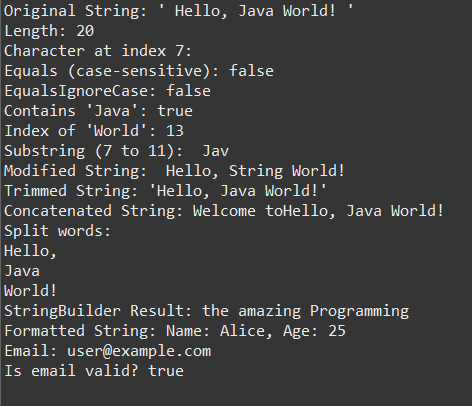 Original String: ' Hello, Java World! '
Length: 20
Character at index 7:
Equals (case-sensitive): false
EqualsIgnoreCase: false
Contains 'Java': true
Index of 'World': 13
Substring (7 to 11):  Jav
Modified String:  Hello, String World!
Trimmed String: 'Hello, Java World!'
Concatenated String: Welcome toHello, Java World!
Split words:
Hello,
Java
World!
StringBuilder Result: the amazing Programming
Formatted String: Name: Alice, Age: 25
Email: user@example.com
Is email valid? true